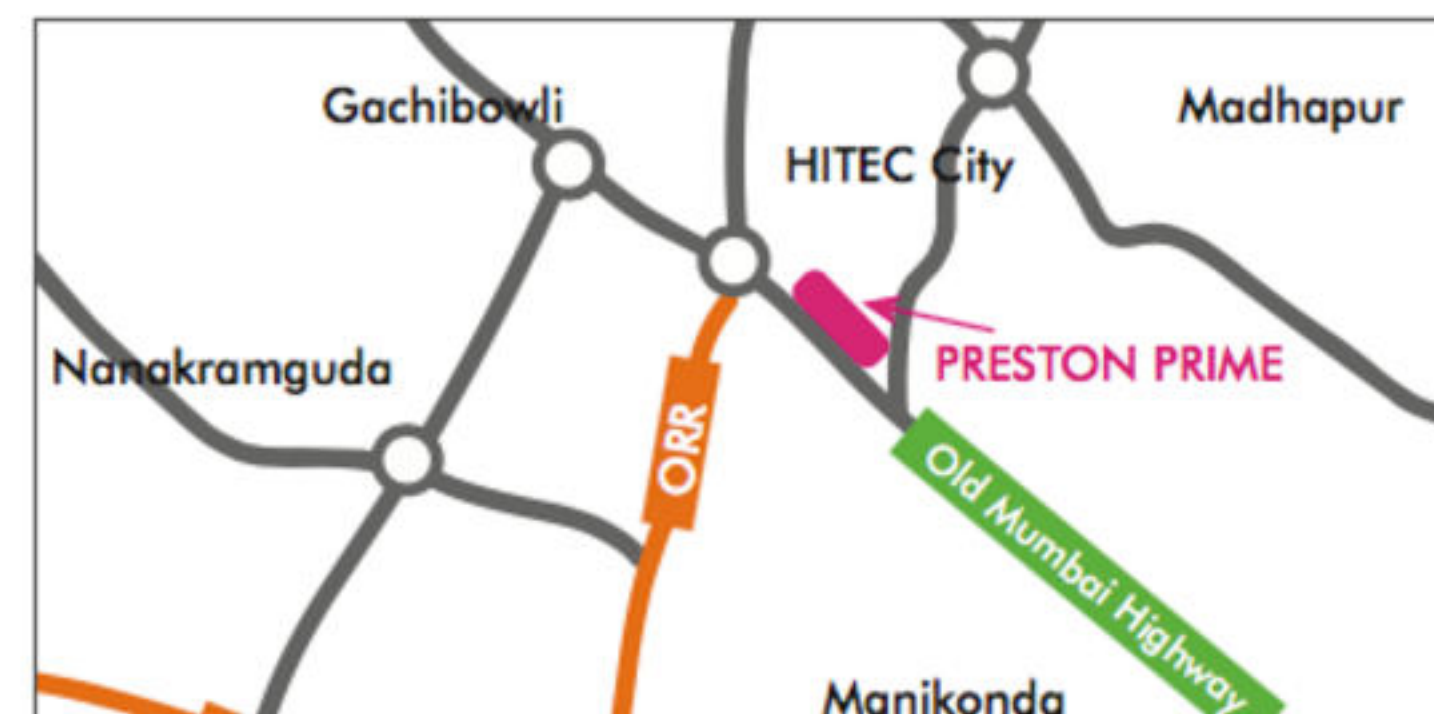 Gachibowli
Madhapur
HITEC City
Nanakramguda
PRESTON PRIME
ORR
Old Mumbai Highway
Manikonda